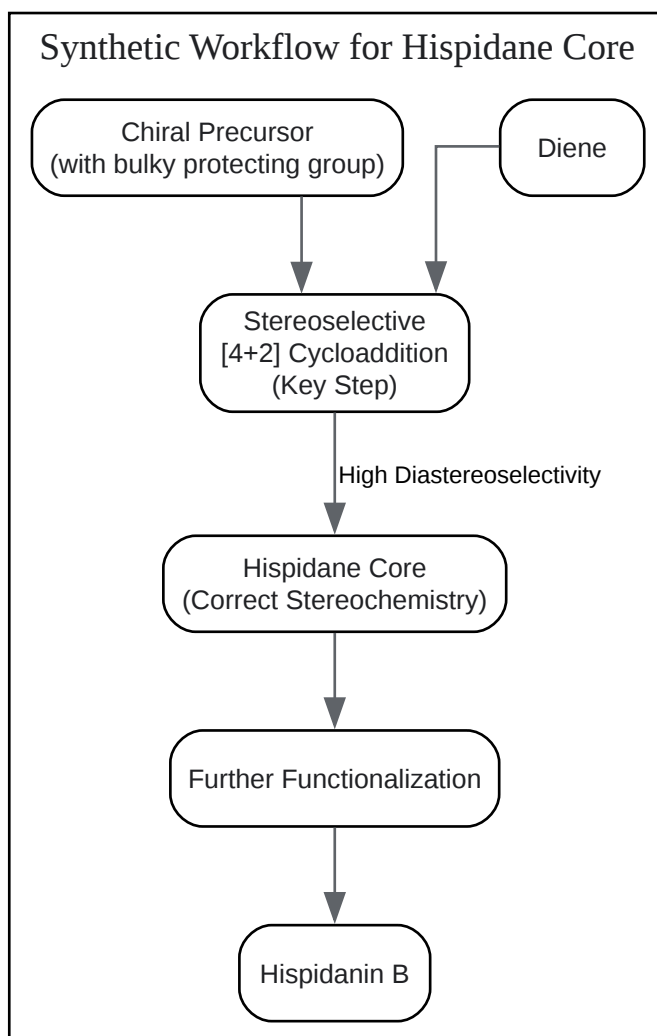 Synthetic Workflow for Hispidane Core
Chiral Precursor
(with bulky protecting group)
Diene
Stereoselective
[4+2] Cycloaddition
(Key Step)
High Diastereoselectivity
Hispidane Core
(Correct Stereochemistry)
Further Functionalization
Hispidanin B